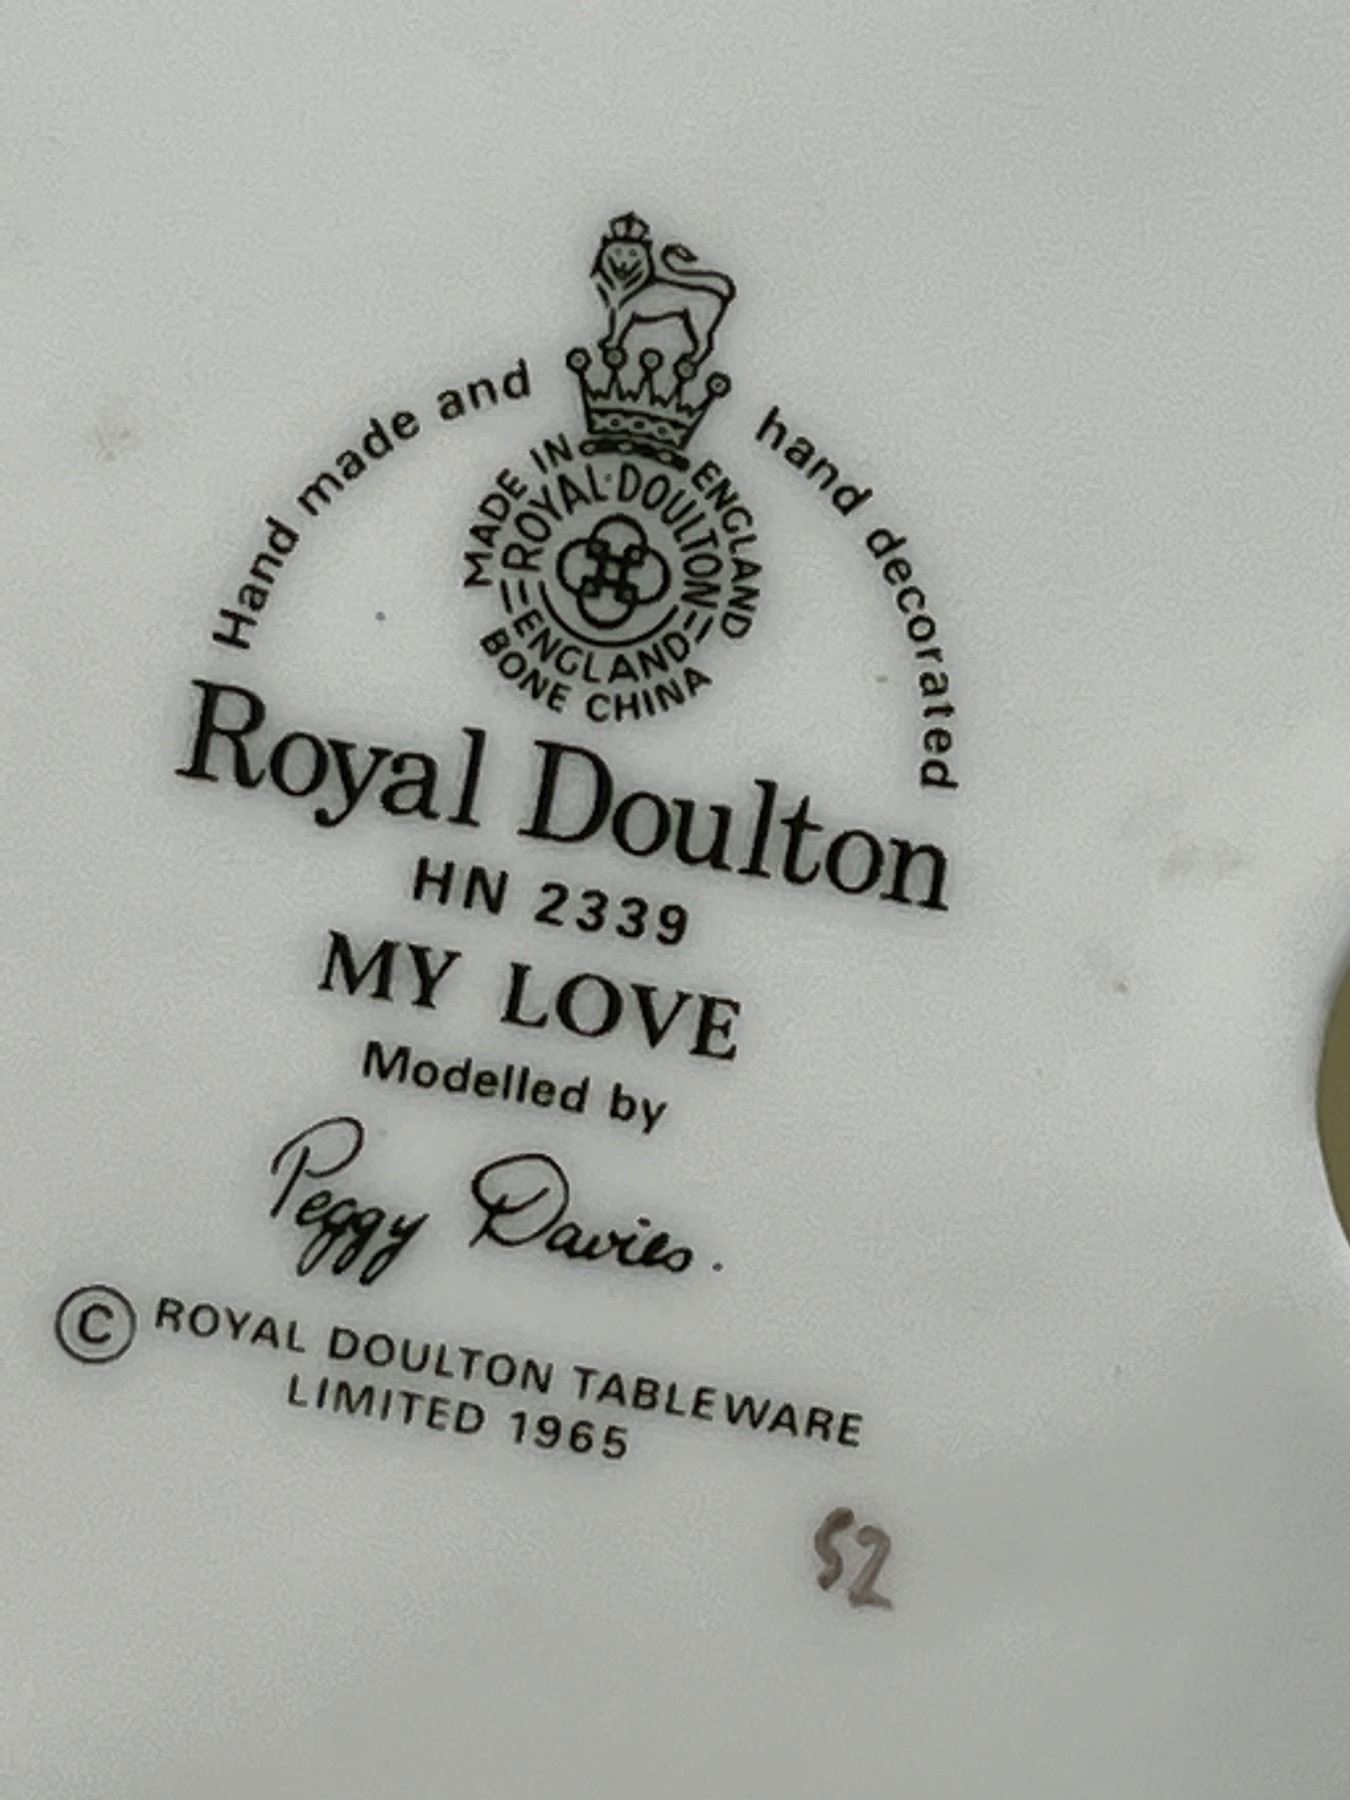 Hand made and hand decorated
MADE IN ENGLAND
ROYAL·DOULTON
ENGLAND
BONE CHINA
Royal Doulton
HN 2339
MY LOVE
Modelled by
Peggy Davies.
© ROYAL DOULTON TABLEWARE
LIMITED 1965
52